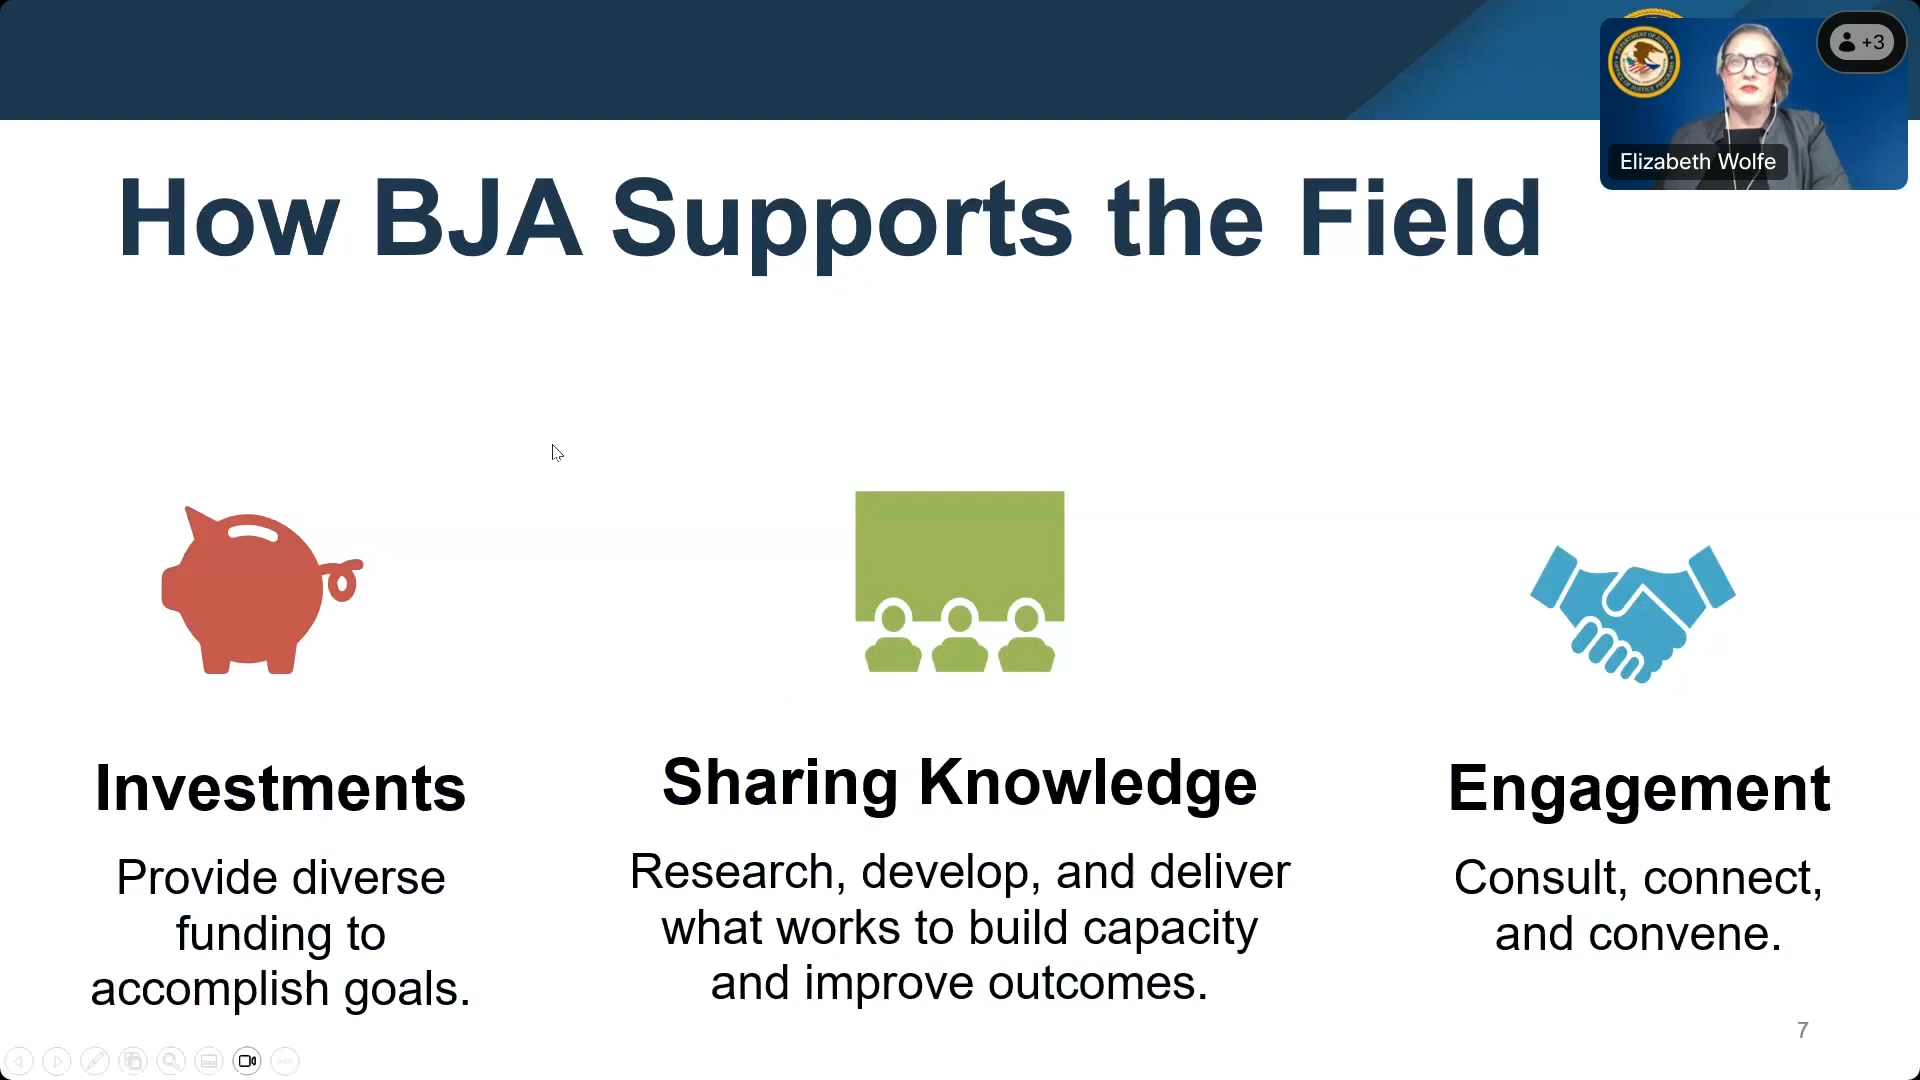 +3
Elizabeth Wolfe
How BJA Supports the Field
Investments
Provide diverse
funding to
accomplish goals.
Sharing Knowledge
Research, develop, and deliver
what works to build capacity
and improve outcomes.
Engagement
Consult, connect,
and convene.
7